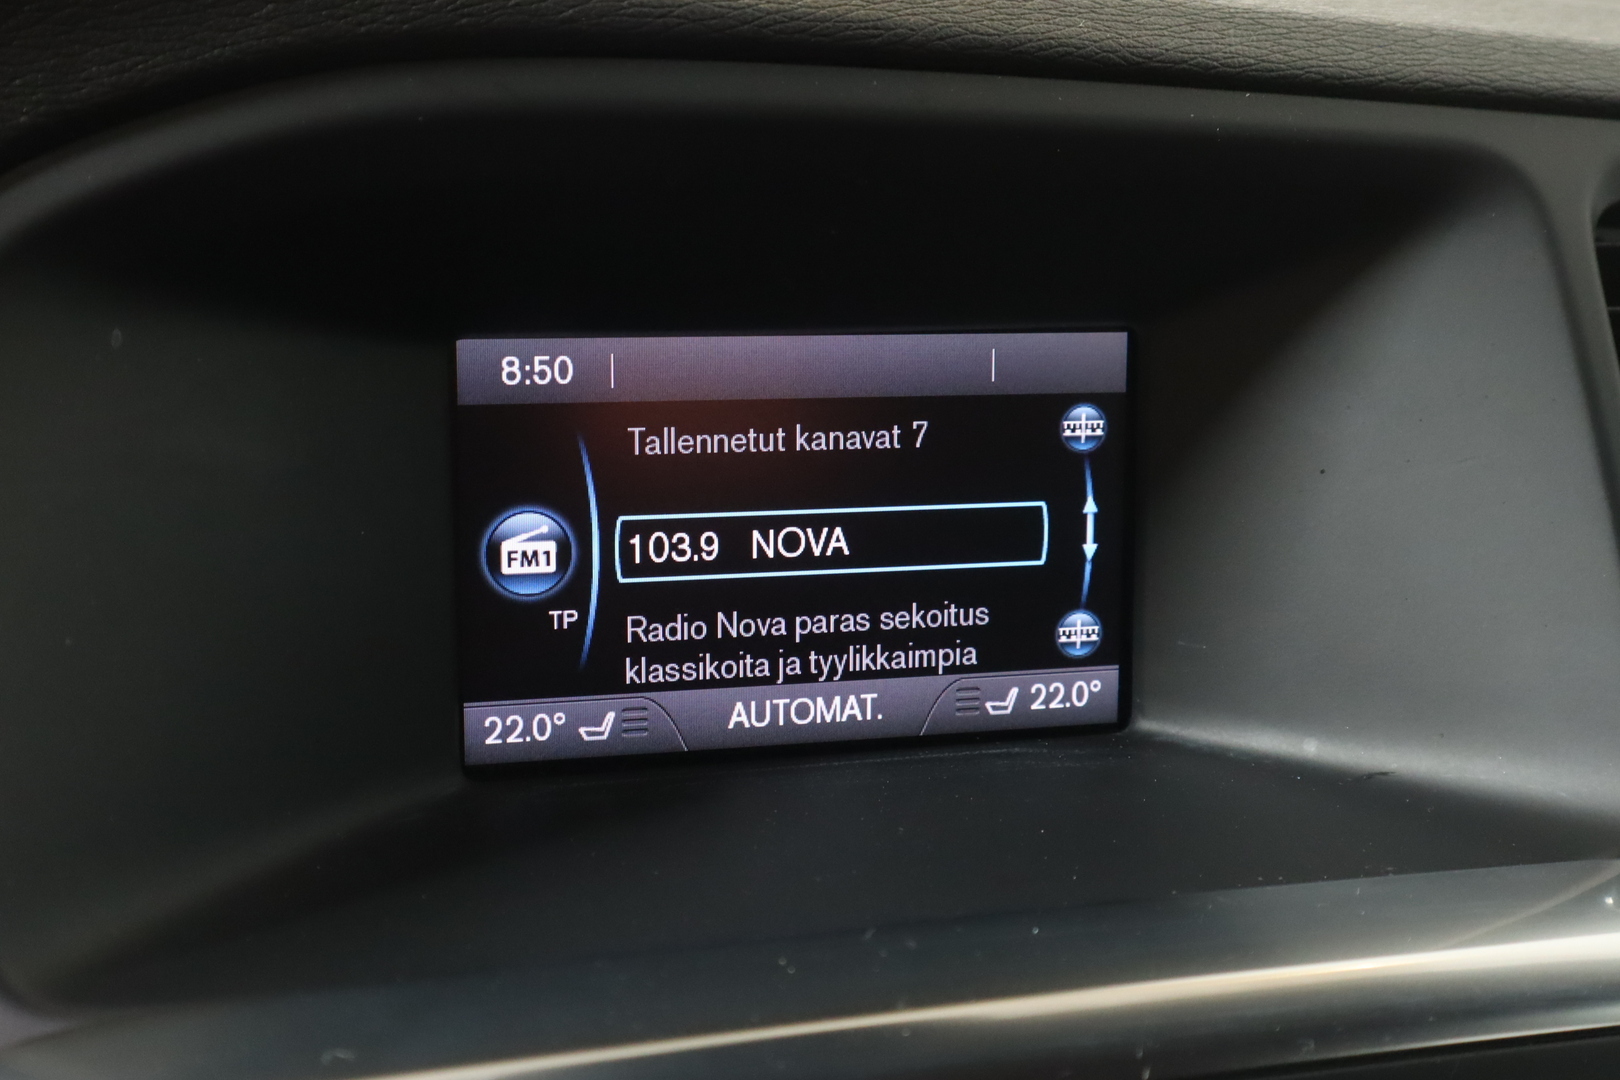 8:50
Tallennetut kanavat 7
FM1
103.9 NOVA
TP
Radio Nova paras sekoitus
klassikoita ja tyylikkaimpia
22.0° AUTOMAT. 22.0°